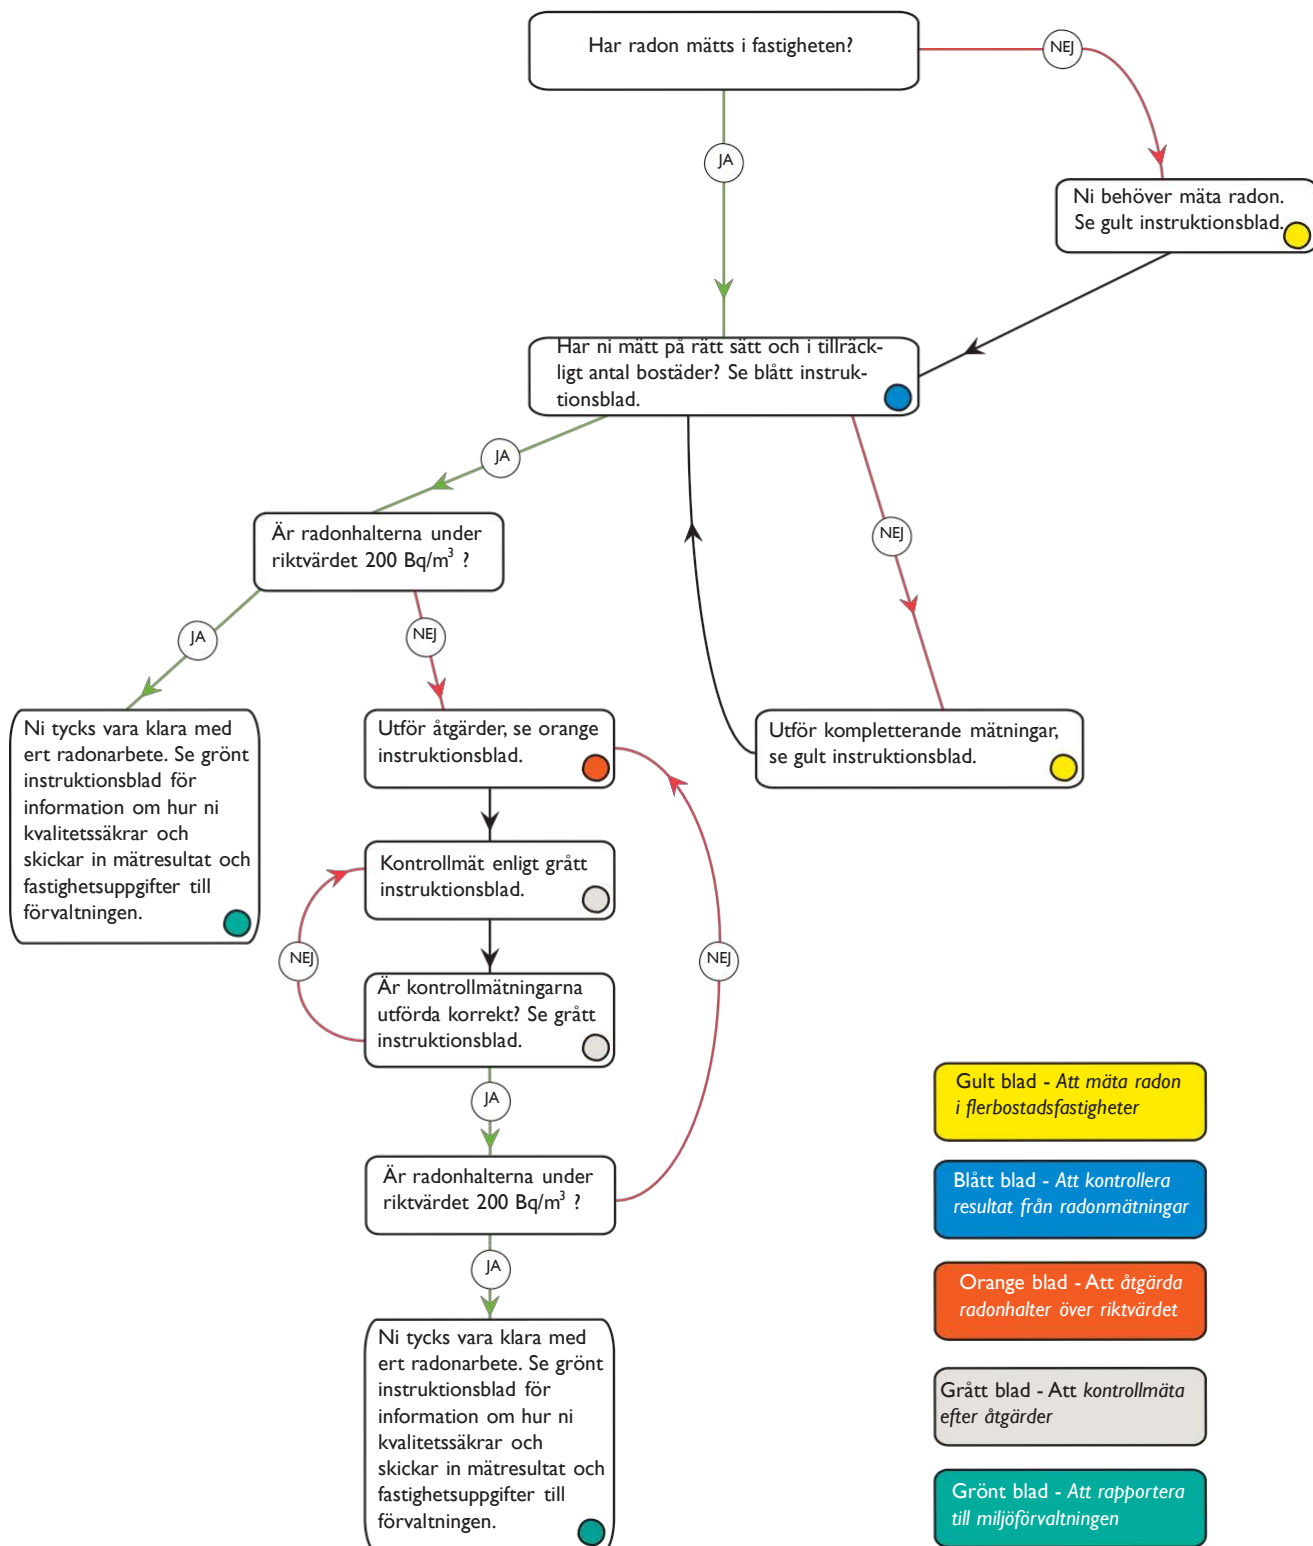 Har radon mätts i fastigheten?
NEJ
JA
Ni behöver mäta radon.
Se gult instruktionsblad.
Har ni mätt på rätt sätt och i tillräck-
ligt antal bostäder? Se blått instruk-
tionsblad.
JA
NEJ
Är radonhalterna under
riktvärdet 200 Bq/m³ ?
JA
NEJ
Ni tycks vara klara med
ert radonarbete. Se grönt
instruktionsblad för
information om hur ni
kvalitetssäkrar och
skickar in mätresultat och
fastighetsuppgifter till
förvaltningen.
Utför åtgärder, se orange
instruktionsblad.
Utför kompletterande mätningar,
se gult instruktionsblad.
Kontrollmät enligt grått
instruktionsblad.
NEJ
NEJ
Är kontrollmätningarna
utförda korrekt? Se grått
instruktionsblad.
JA
Är radonhalterna under
riktvärdet 200 Bq/m³ ?
JA
Ni tycks vara klara med
ert radonarbete. Se grönt
instruktionsblad för
information om hur ni
kvalitetssäkrar och
skickar in mätresultat och
fastighetsuppgifter till
förvaltningen.
Gult blad - Att mäta radon
i flerbostadsfastigheter
Blått blad - Att kontrollera
resultat från radonmätningar
Orange blad - Att åtgärda
radonhalter över riktvärdet
Grått blad - Att kontrollmäta
efter åtgärder
Grönt blad - Att rapportera
till miljöförvaltningen